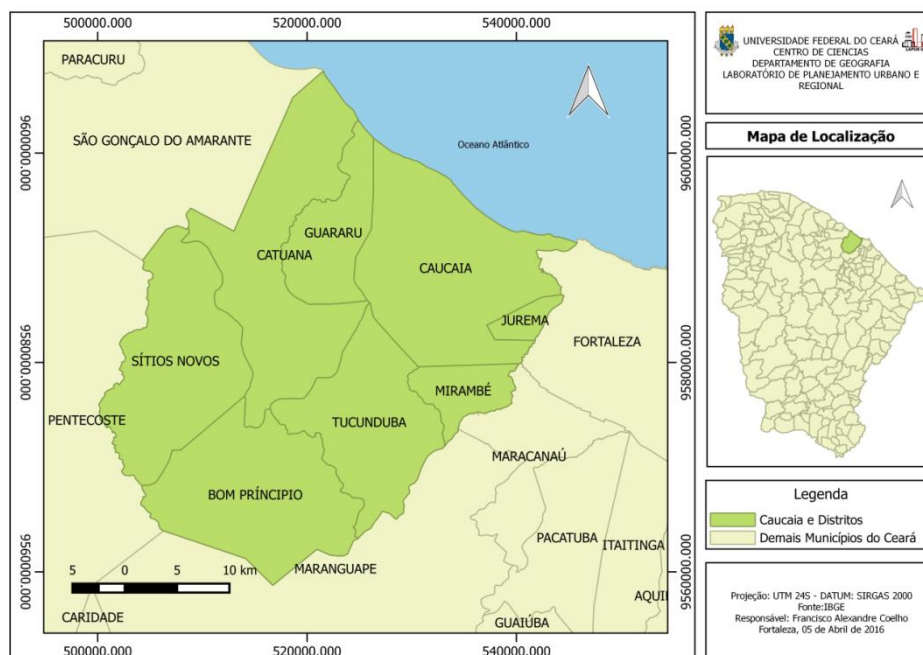 500000.000
520000.000
540000.000
PARACURU
SÃO GONÇALO DO AMARANTE
Oceano Atlântico
9600000.000
9600000.000
GUARARU
CATUANA
CAUCAIA
JUREMA
FORTALEZA
SÍTIOS NOVOS
9580000.000
9580000.000
MIRAMBÉ
PENTECOSTE
TUCUNDUBA
MARACANAÚ
BOM PRÍNCIPIO
PACATUBA
ITAITINGA
MARANGUAPE
9560000.000
9560000.000
5 0 5 10 km
AQUI
CARIDADE
GUAIÚBA
500000.000
520000.000
540000.000
UNIVERSIDADE FEDERAL DO CEARÁ
CENTRO DE CIENCIAS
DEPARTAMENTO DE GEOGRAFIA
LABORATÓRIO DE PLANEJAMENTO URBANO E
REGIONAL
Mapa de Localização
Legenda
Caucaia e Distritos
Demais Municípios do Ceará
Projeção: UTM 24S - DATUM: SIRGAS 2000
Fonte:IBGE
Responsável: Francisco Alexandre Coelho
Fortaleza, 05 de Abril de 2016